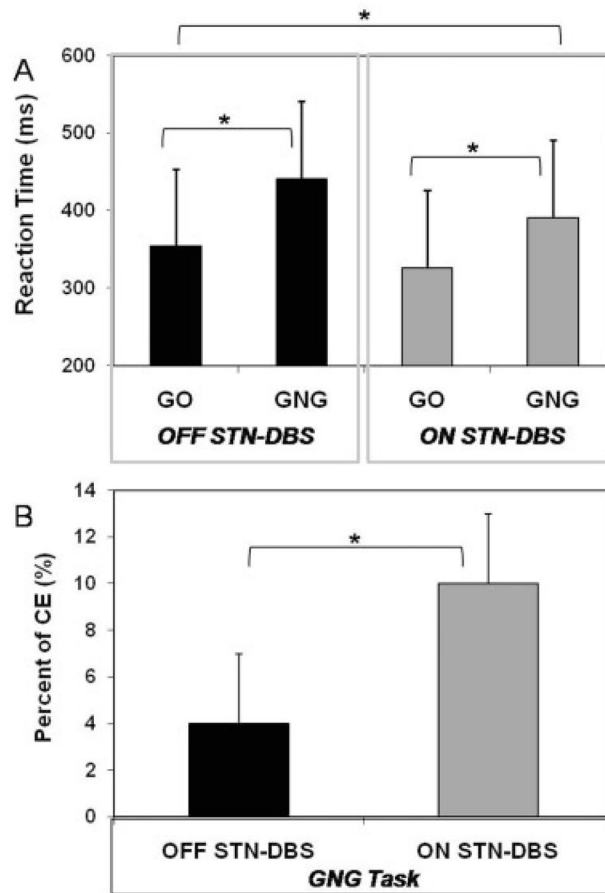 *
A
600
500
400
300
200
Reaction Time (ms)
*
*
GO GNG GO GNG
OFF STN-DBS ON STN-DBS
B
14
12
10
8
6
4
2
0
Percent of CE (%)
*
OFF STN-DBS ON STN-DBS
GNG Task